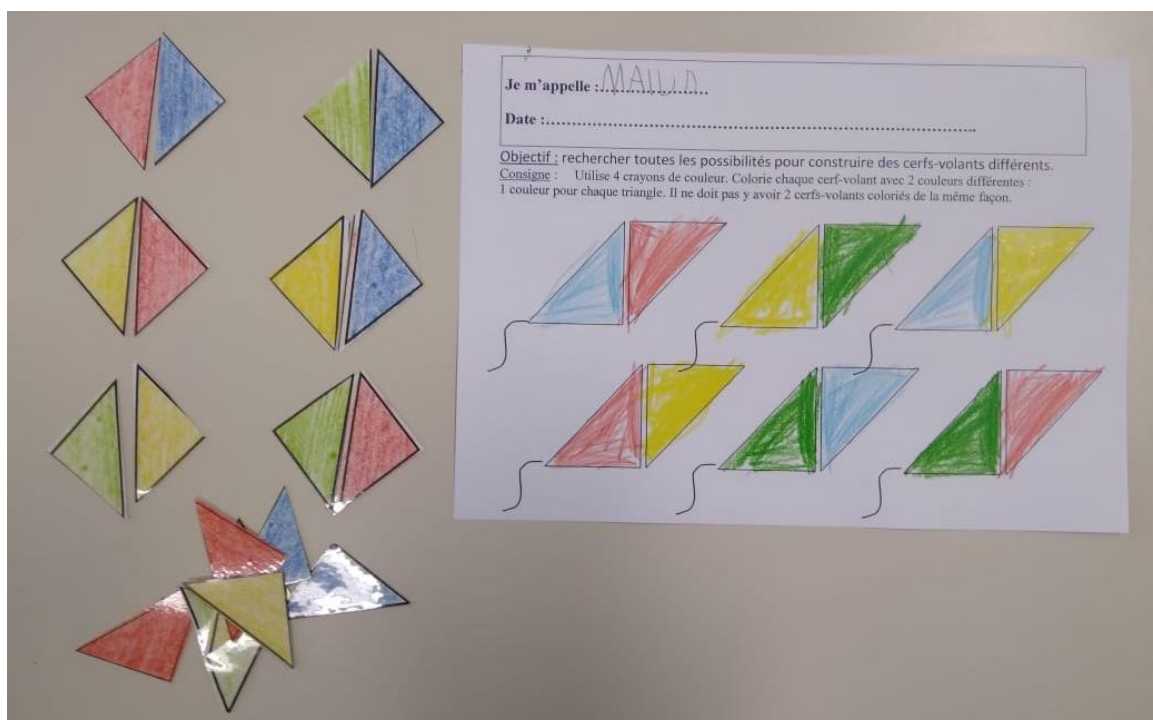 Je m'appelle :....................
Date :................................................................................
Objectif : rechercher toutes les possibilités pour construire des cerfs-volants différents.
Consigne : Utilise 4 crayons de couleur. Colorie chaque cerf-volant avec 2 couleurs différentes :
1 couleur pour chaque triangle. Il ne doit pas y avoir 2 cerfs-volants coloriés de la même façon.